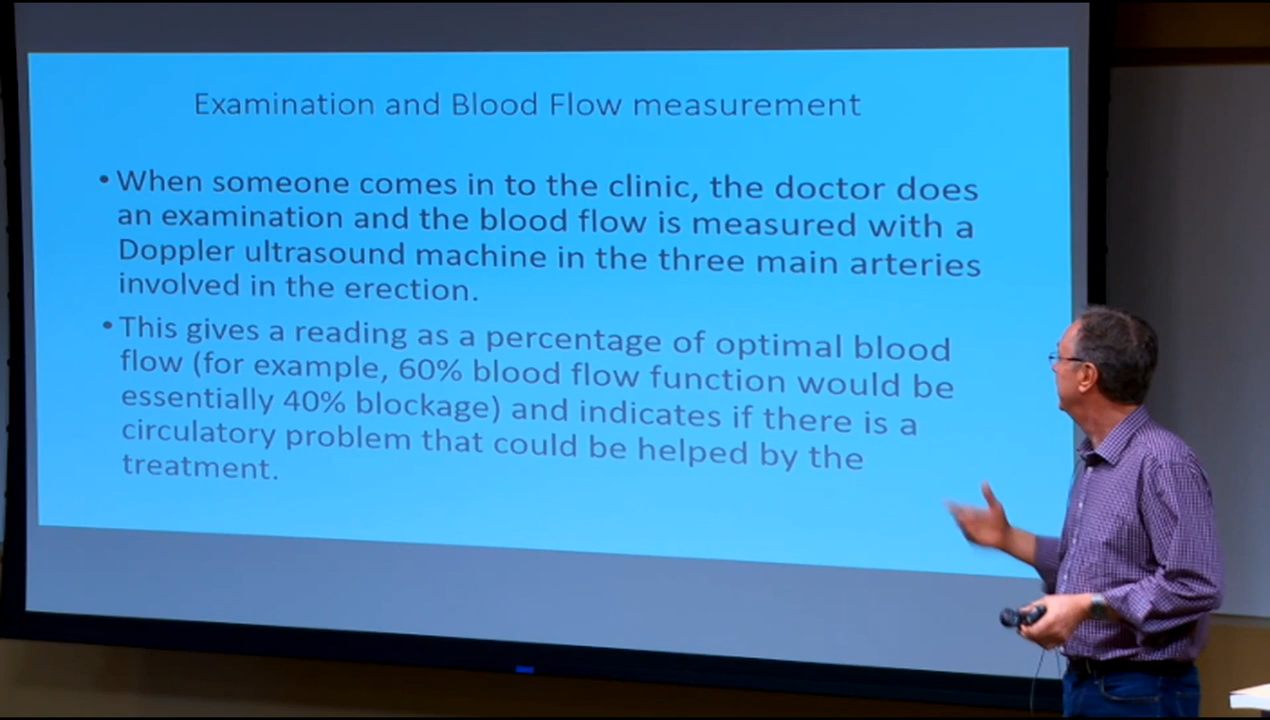 Examination and Blood Flow measurement
• When someone comes in to the clinic, the doctor does
an examination and the blood flow is measured with a
Doppler ultrasound machine in the three main arteries
involved in the erection.
• This gives a reading as a percentage of optimal blood
flow (for example, 60% blood flow function would be
essentially 40% blockage) and indicates if there is a
circulatory problem that could be helped by the
treatment.